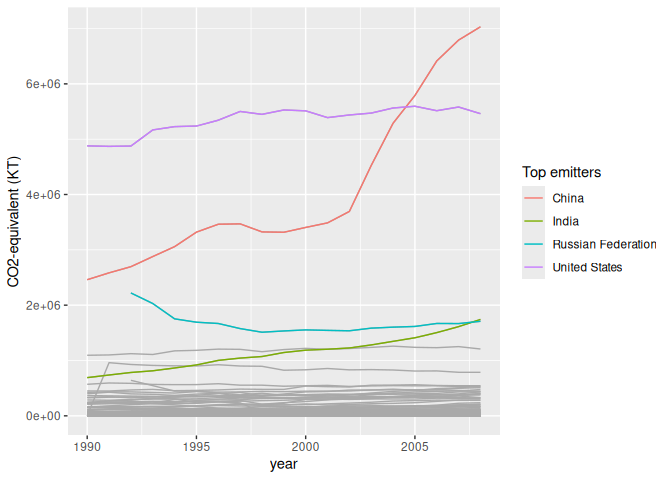 6e+06
4e+06
2e+06
0e+00
CO2-equivalent (KT)
1990
1995
2000
2005
year
Top emitters
China
India
Russian Federation
United States